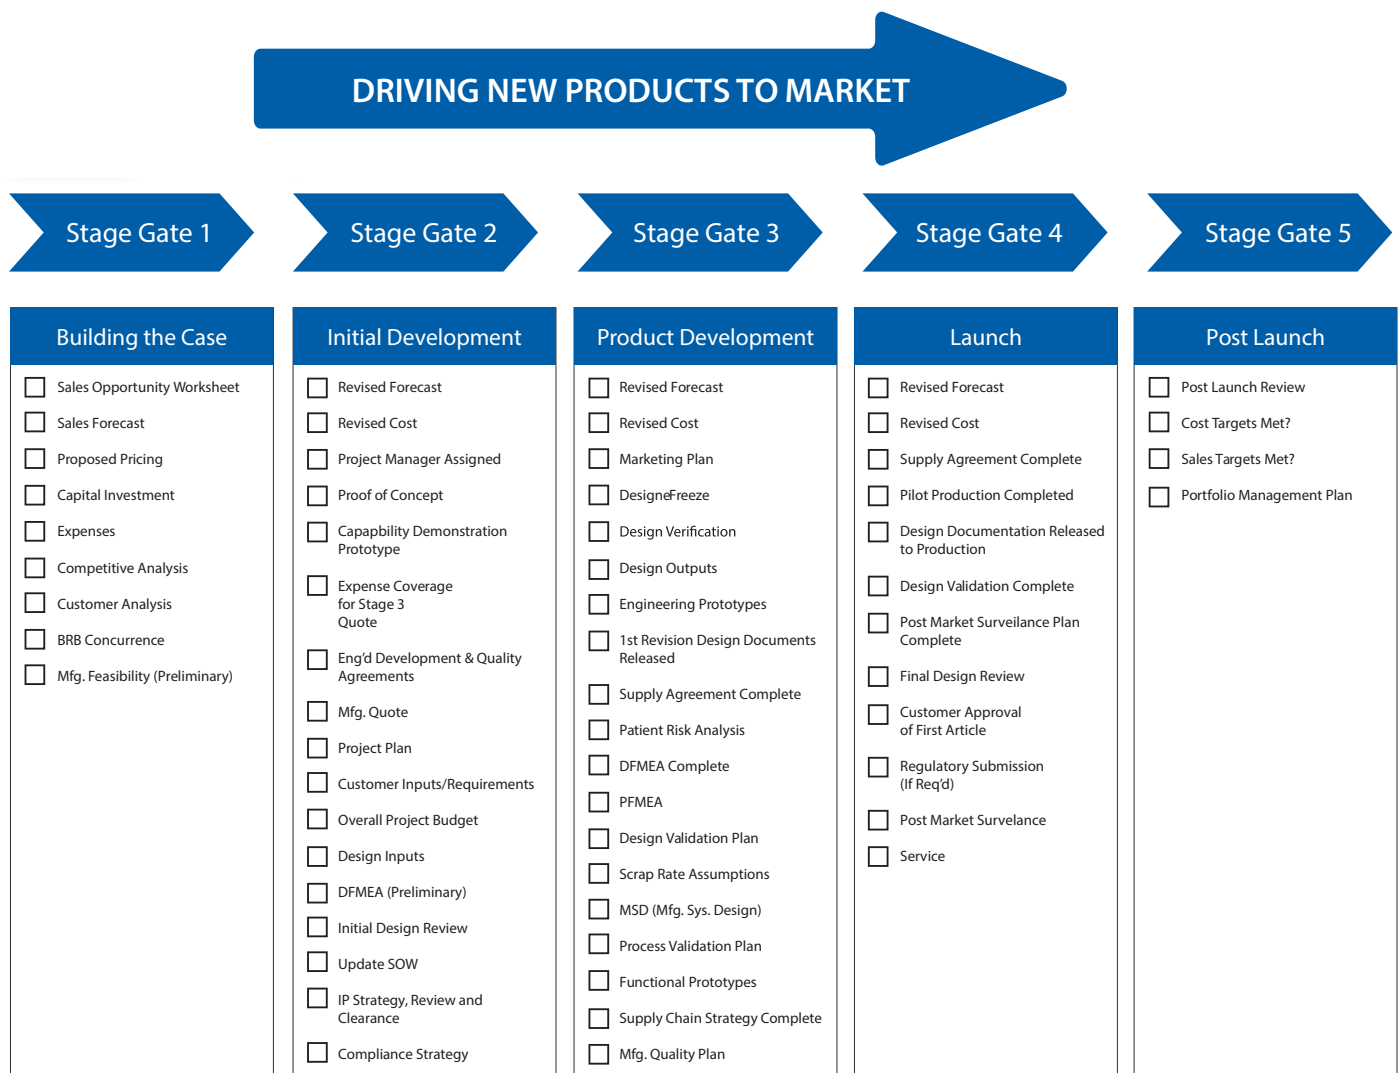 DRIVING NEW PRODUCTS TO MARKET
Stage Gate 1
Stage Gate 2
Stage Gate 3
Stage Gate 4
Stage Gate 5
Building the Case
Sales Opportunity Worksheet
Sales Forecast
Proposed Pricing
Capital Investment
Expenses
Competitive Analysis
Customer Analysis
BRB Concurrence
Mfg. Feasibility (Preliminary)
Initial Development
Revised Forecast
Revised Cost
Project Manager Assigned
Proof of Concept
Capapbility Demonstration
Prototype
Expense Coverage
for Stage 3
Quote
Eng'd Development & Quality
Agreements
Mfg. Quote
Project Plan
Customer Inputs/Requirements
Overall Project Budget
Design Inputs
DFMEA (Preliminary)
Initial Design Review
Update SOW
IP Strategy, Review and
Clearance
Compliance Strategy
Product Development
Revised Forecast
Revised Cost
Marketing Plan
DesigneFreeze
Design Verification
Design Outputs
Engineering Prototypes
1st Revision Design Documents
Released
Supply Agreement Complete
Patient Risk Analysis
DFMEA Complete
PFMEA
Design Validation Plan
Scrap Rate Assumptions
MSD (Mfg. Sys. Design)
Process Validation Plan
Functional Prototypes
Supply Chain Strategy Complete
Mfg. Quality Plan
Launch
Revised Forecast
Revised Cost
Supply Agreement Complete
Pilot Production Completed
Design Documentation Released
to Production
Design Validation Complete
Post Market Surveilance Plan
Complete
Final Design Review
Customer Approval
of First Article
Regulatory Submission
(If Req'd)
Post Market Survelance
Service
Post Launch
Post Launch Review
Cost Targets Met?
Sales Targets Met?
Portfolio Management Plan